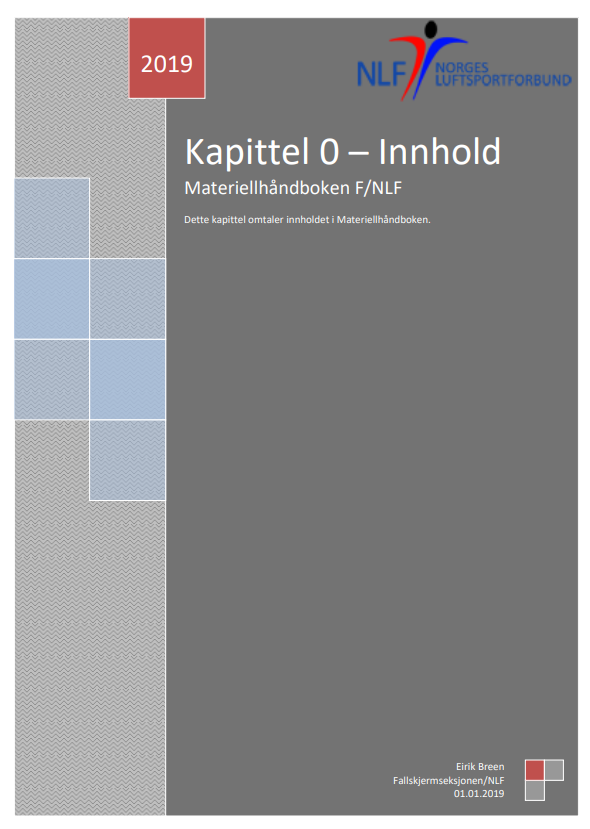 2019
NLF NORGES
LUFTSPORTFORBUND
Kapittel 0 – Innhold
Materiellhåndboken F/NLF
Dette kapittel omtaler innholdet i Materiellhåndboken.
Eirik Breen
Fallskjermseksjonen/NLF
01.01.2019